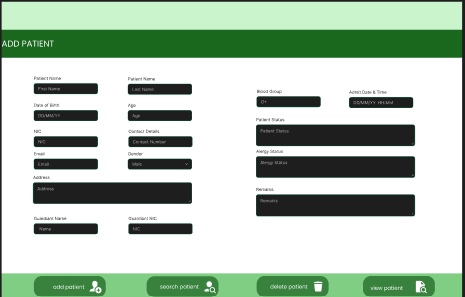 ADD PATIENT
Patient Name
Patient Name
First Name
Last Name
Date of Birth
Age
DD/MM/YY
Age
NIC
Contact Details
NIC
Contact Number
Email
Gender
Email
Male
Address
Address
Guardian Name
Guardian NIC
Name
NIC
Blood Group
Admit Date & Time
O+
DD/MM/YY HH:MM
Patient Status
Patient Status
Alergy Status
Alergy Status
Remarks
Remarks
add patient
search patient
delete patient
view patient